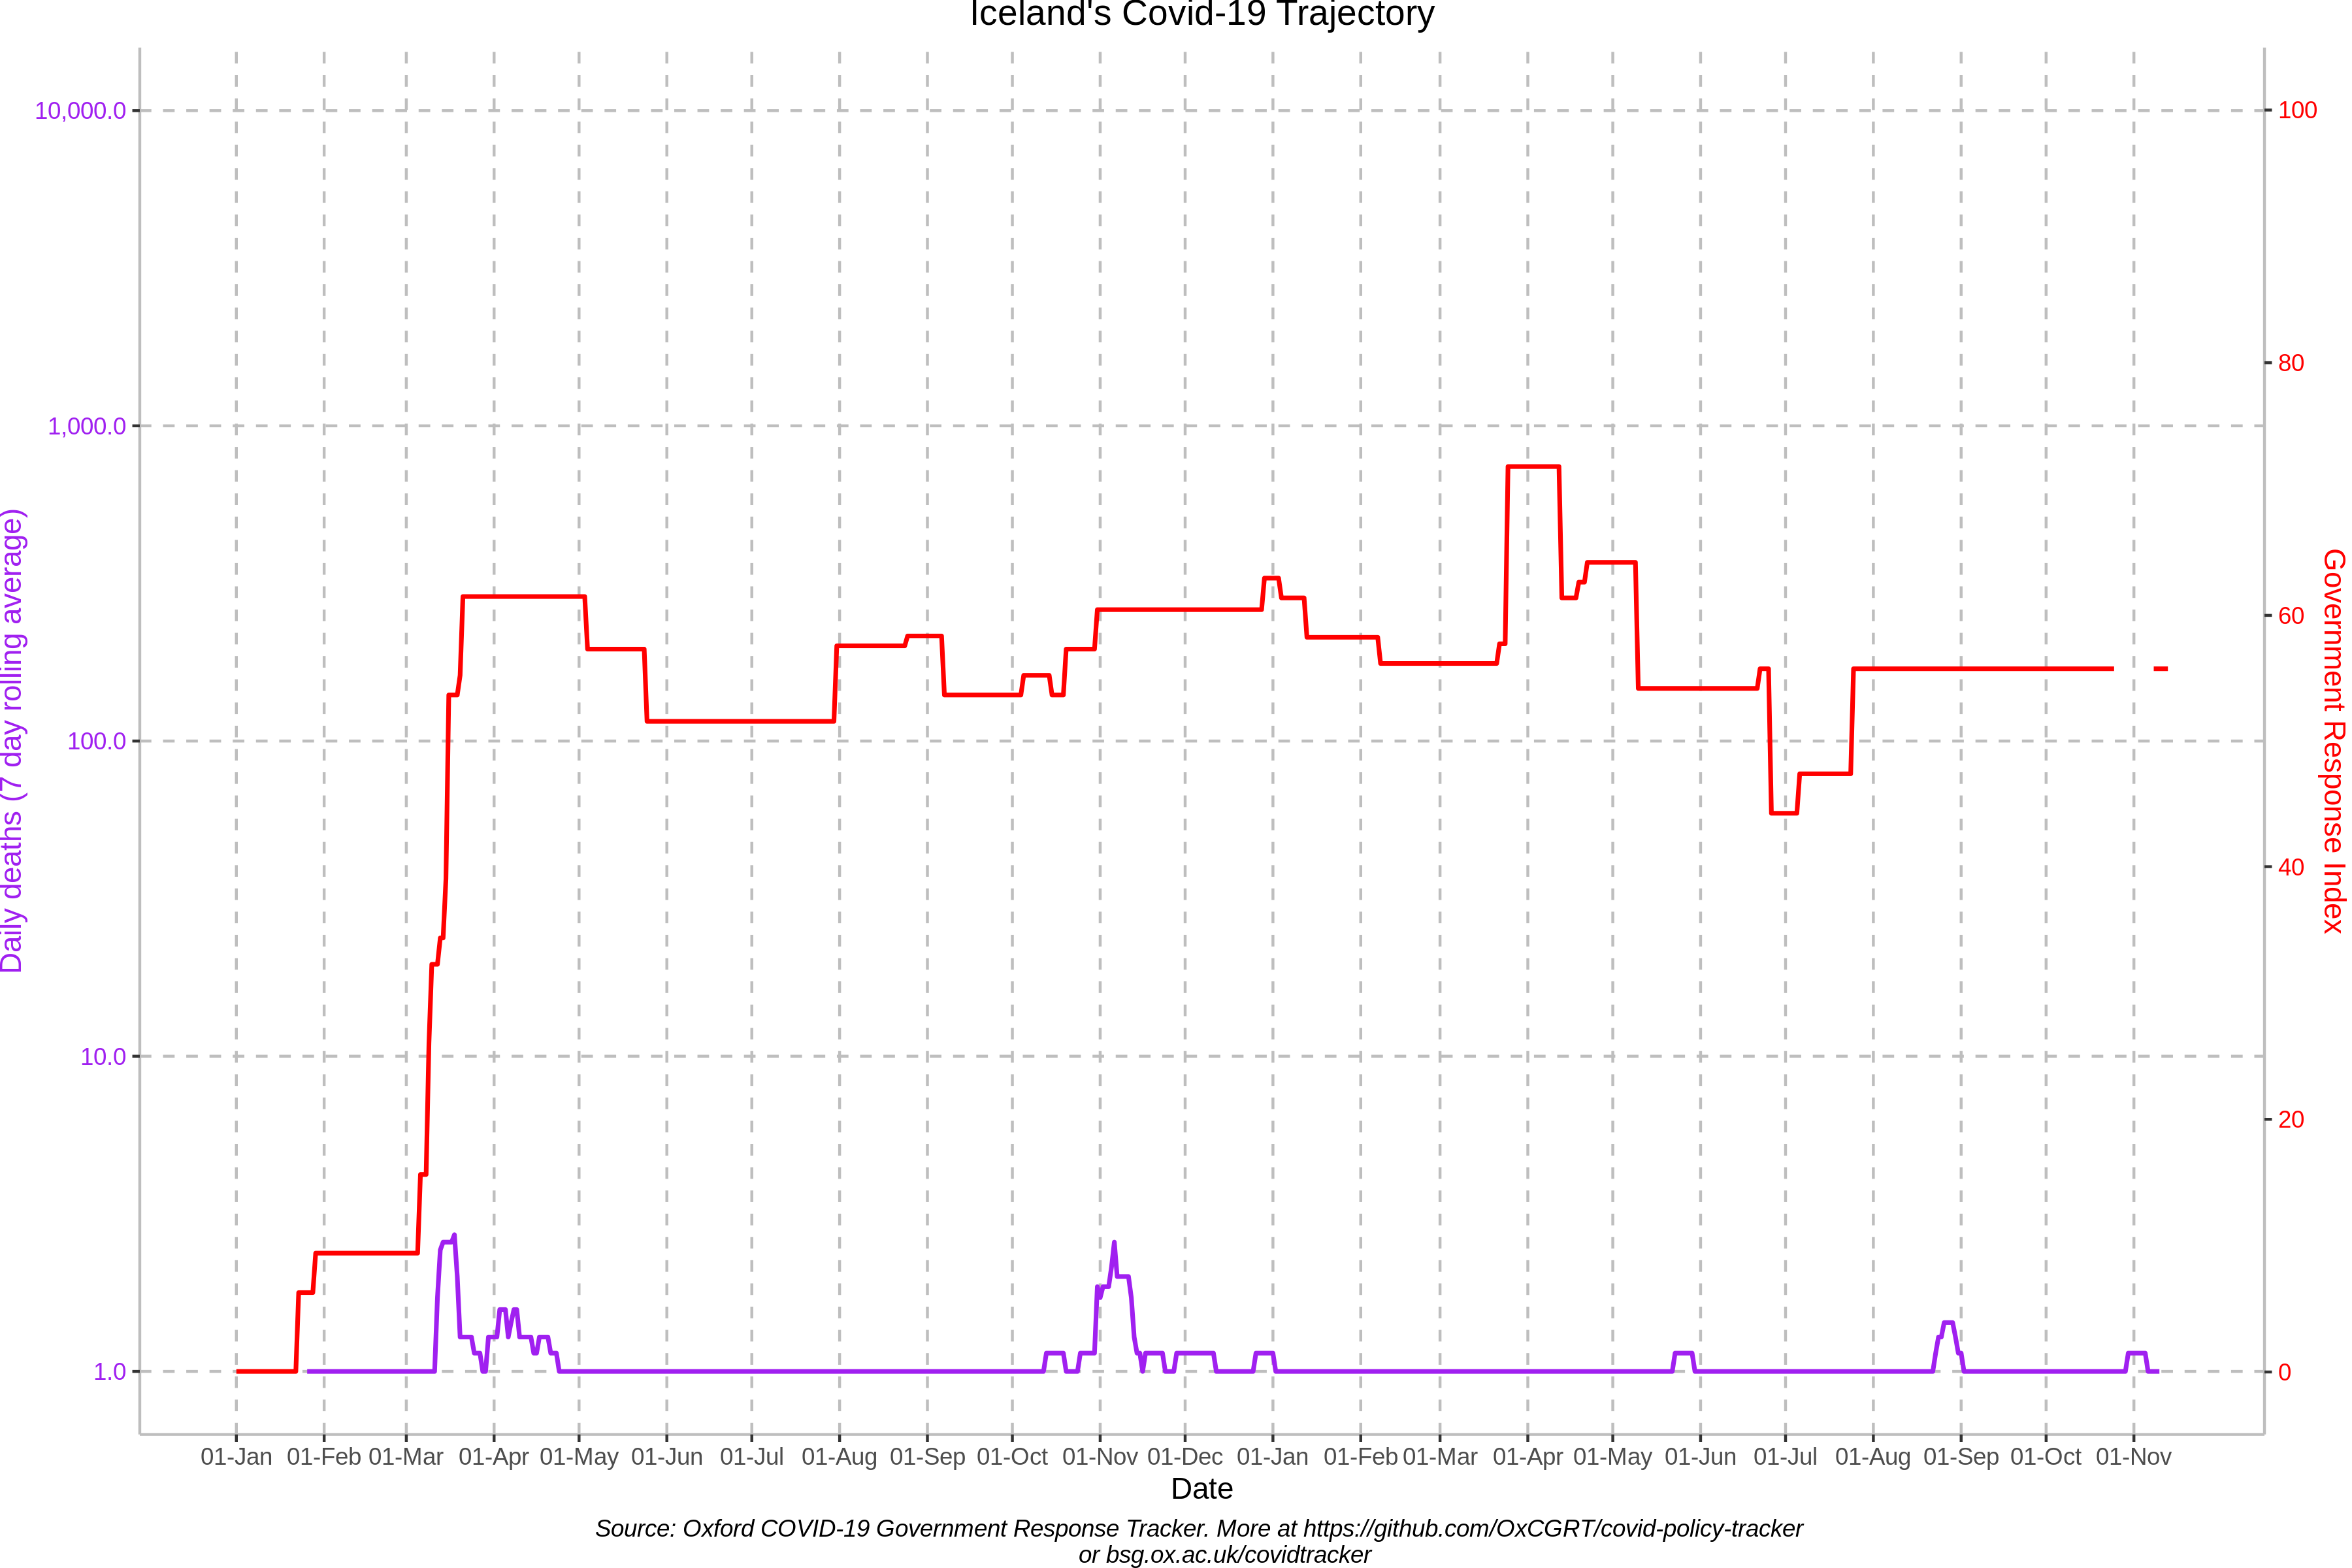 Iceland's Covid-19 Trajectory
10,000.0
1,000.0
100.0
10.0
1.0
Daily deaths (7 day rolling average)
100
80
60
40
20
0
Government Response Index
01-Jan 01-Feb 01-Mar 01-Apr 01-May 01-Jun 01-Jul 01-Aug 01-Sep 01-Oct 01-Nov 01-Dec 01-Jan 01-Feb 01-Mar 01-Apr 01-May 01-Jun 01-Jul 01-Aug 01-Sep 01-Oct 01-Nov
Date
Source: Oxford COVID-19 Government Response Tracker. More at https://github.com/OxCGRT/covid-policy-tracker
or bsg.ox.ac.uk/covidtracker